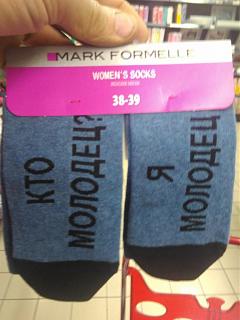 MARK FORMELLE
WOMEN'S SOCKS
38-39
КТО
МОЛОДЕЦ?
Я
МОЛОДЕЦ